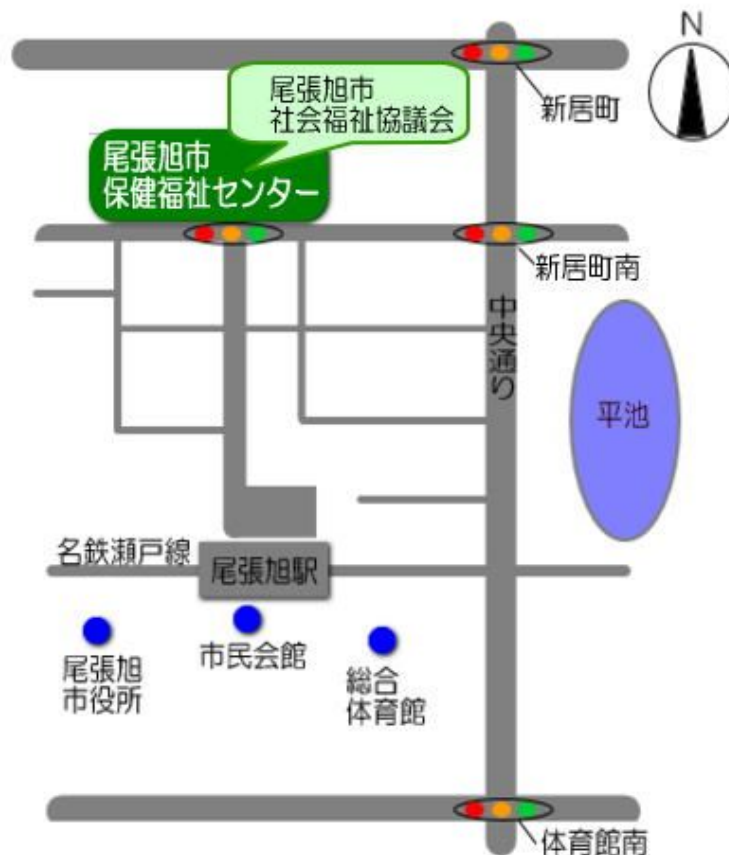 N
新居町
尾張旭市
社会福祉協議会
尾張旭市
保健福祉センター
新居町南
中央通り
平池
名鉄瀬戸線
尾張旭駅
尾張旭
市役所
市民会館
総合
体育館
体育館南